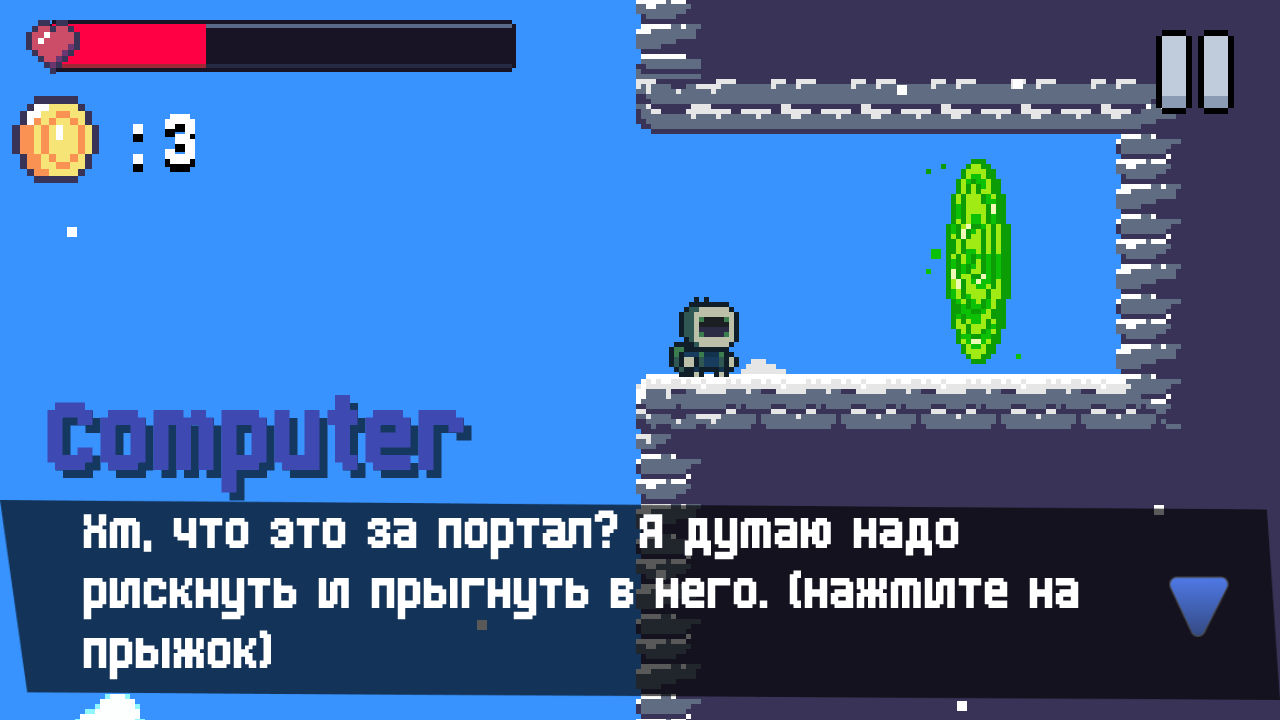 :3
computer
Хм, что это за портал? Я думаю надо
рискнуть и прыгнуть в него. (нажмите на
прыжок)